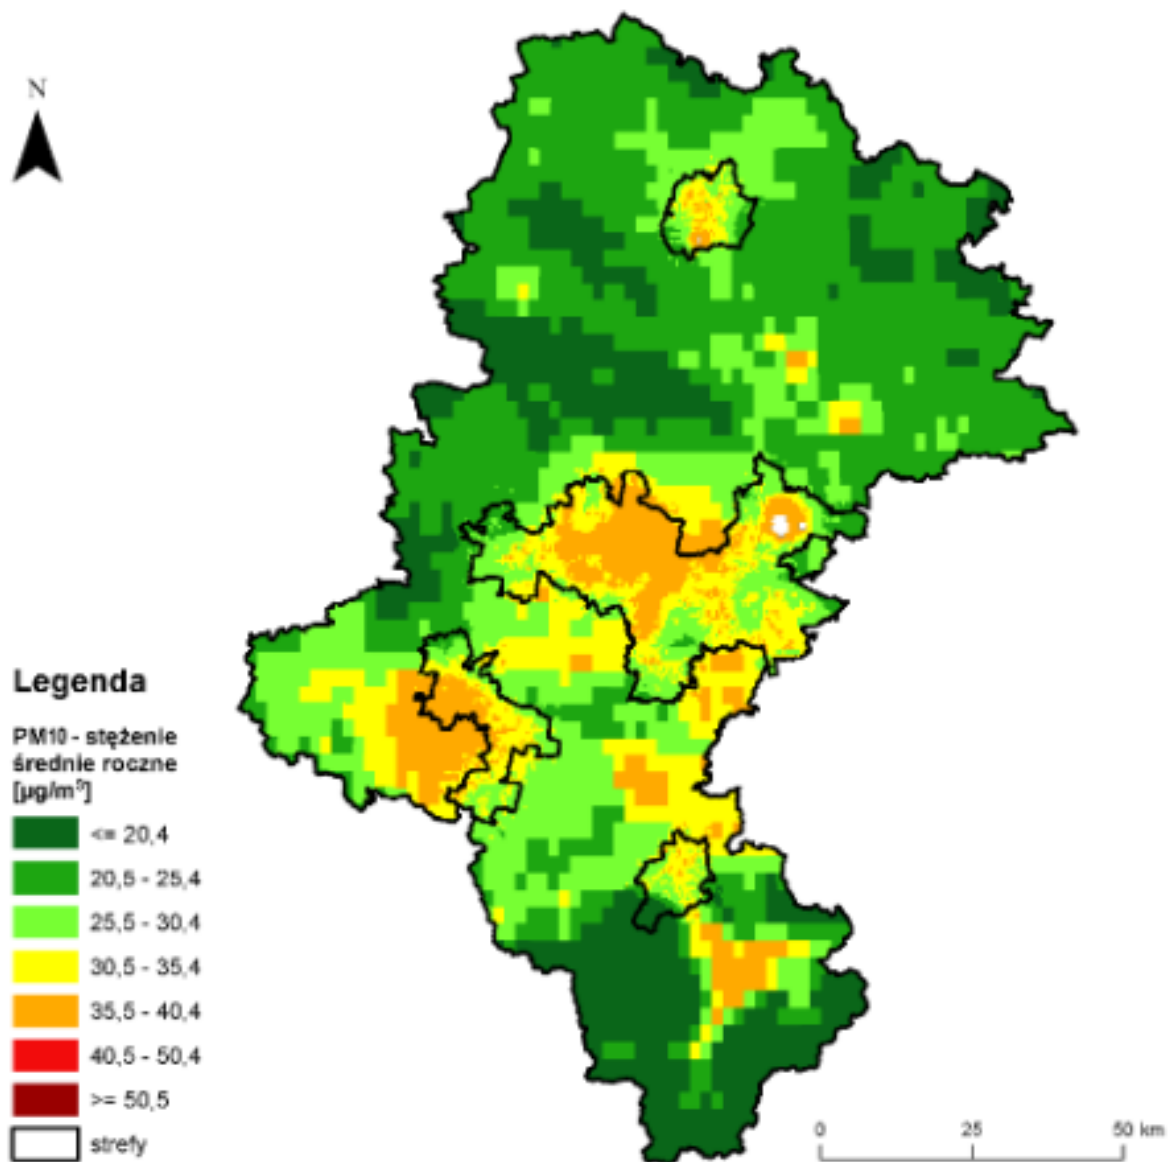 N
Legenda
PM10 - stężenie
średnie roczne
[µg/m³]
<= 20,4
20,5 - 25,4
25,5 - 30,4
30,5 - 35,4
35,5 - 40,4
40,5 - 50,4
>= 50,5
strefy
0 25 50 km